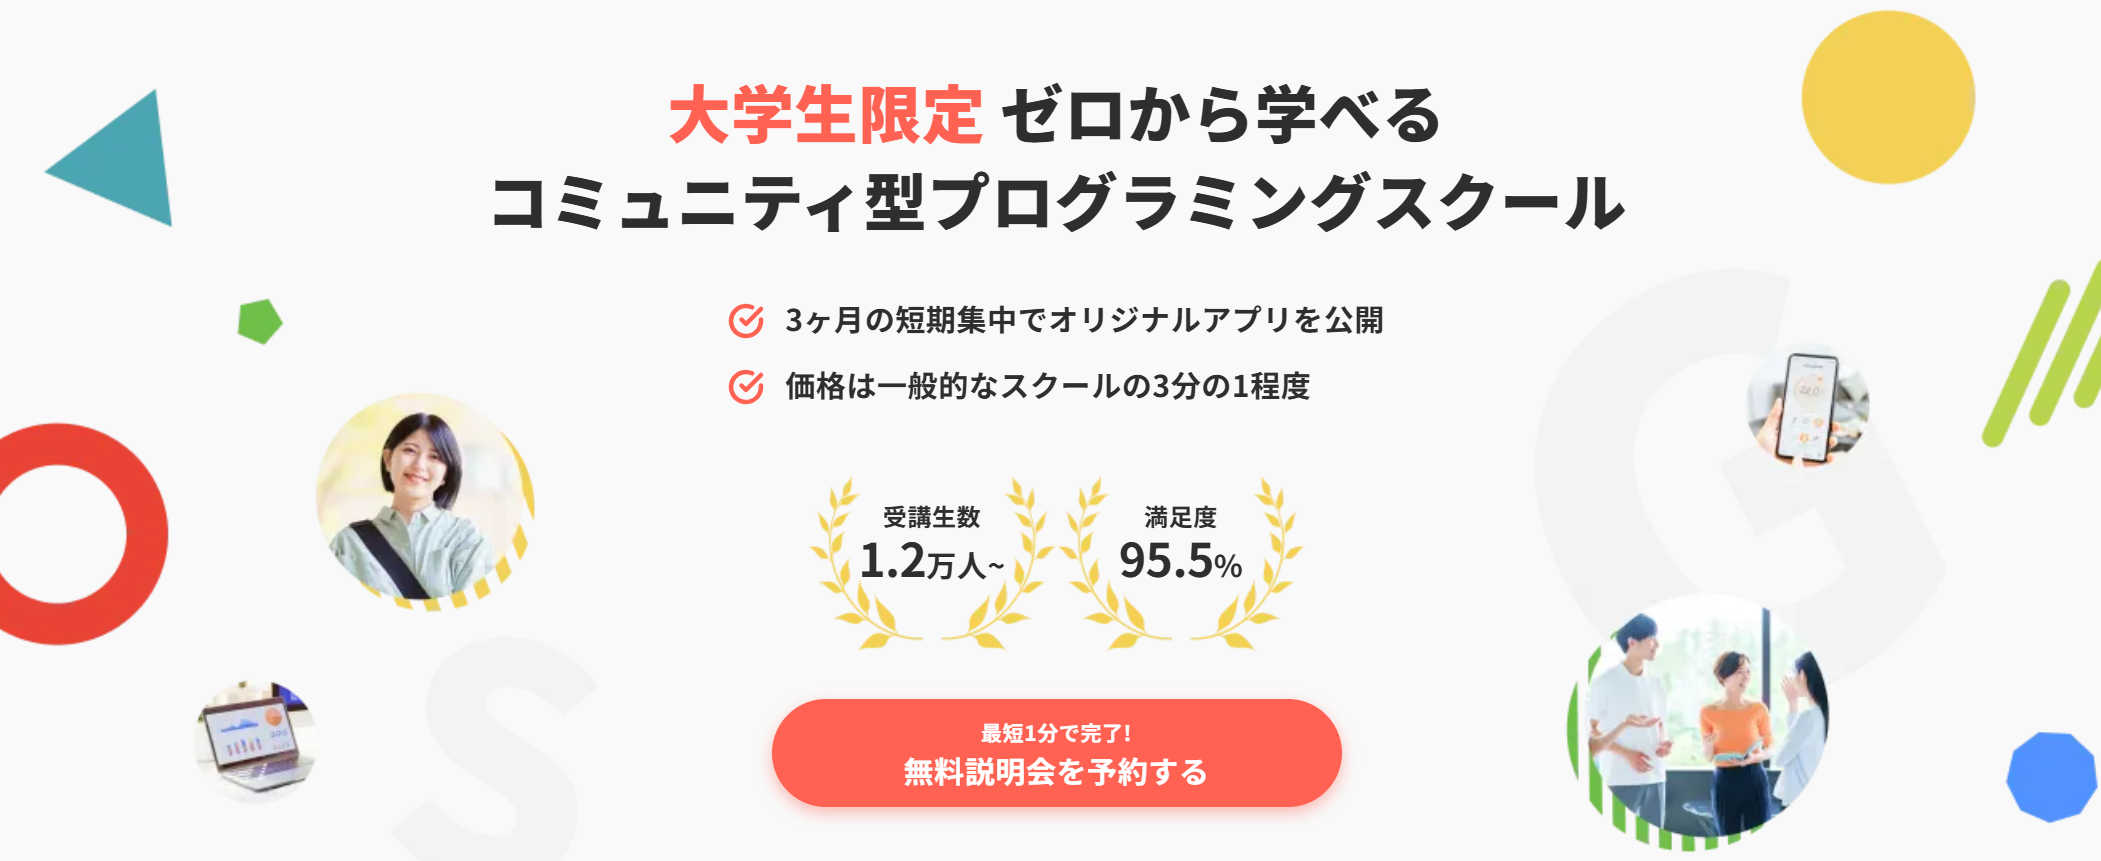 大学生限定 ゼロから学べる
コミュニティ型プログラミングスクール
3ヶ月の短期集中でオリジナルアプリを公開
価格は一般的なスクールの3分の1程度
受講生数
1.2万人~
満足度
95.5%
最短1分で完了!
無料説明会を予約する